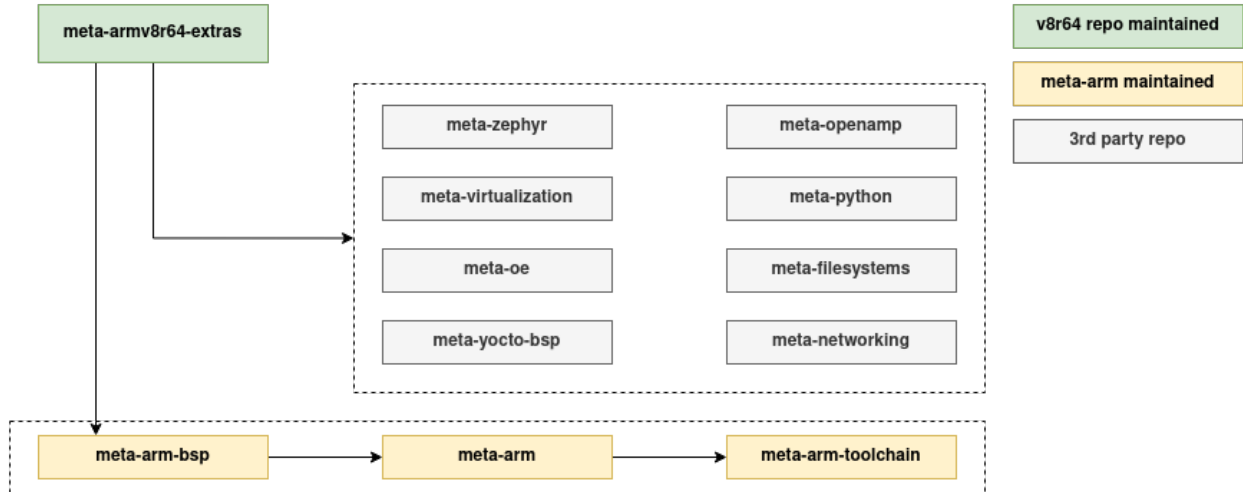 meta-armv8r64-extras
v8r64 repo maintained
meta-arm maintained
3rd party repo
meta-zephyr
meta-openamp
meta-virtualization
meta-python
meta-oe
meta-filesystems
meta-yocto-bsp
meta-networking
meta-arm-bsp
meta-arm
meta-arm-toolchain